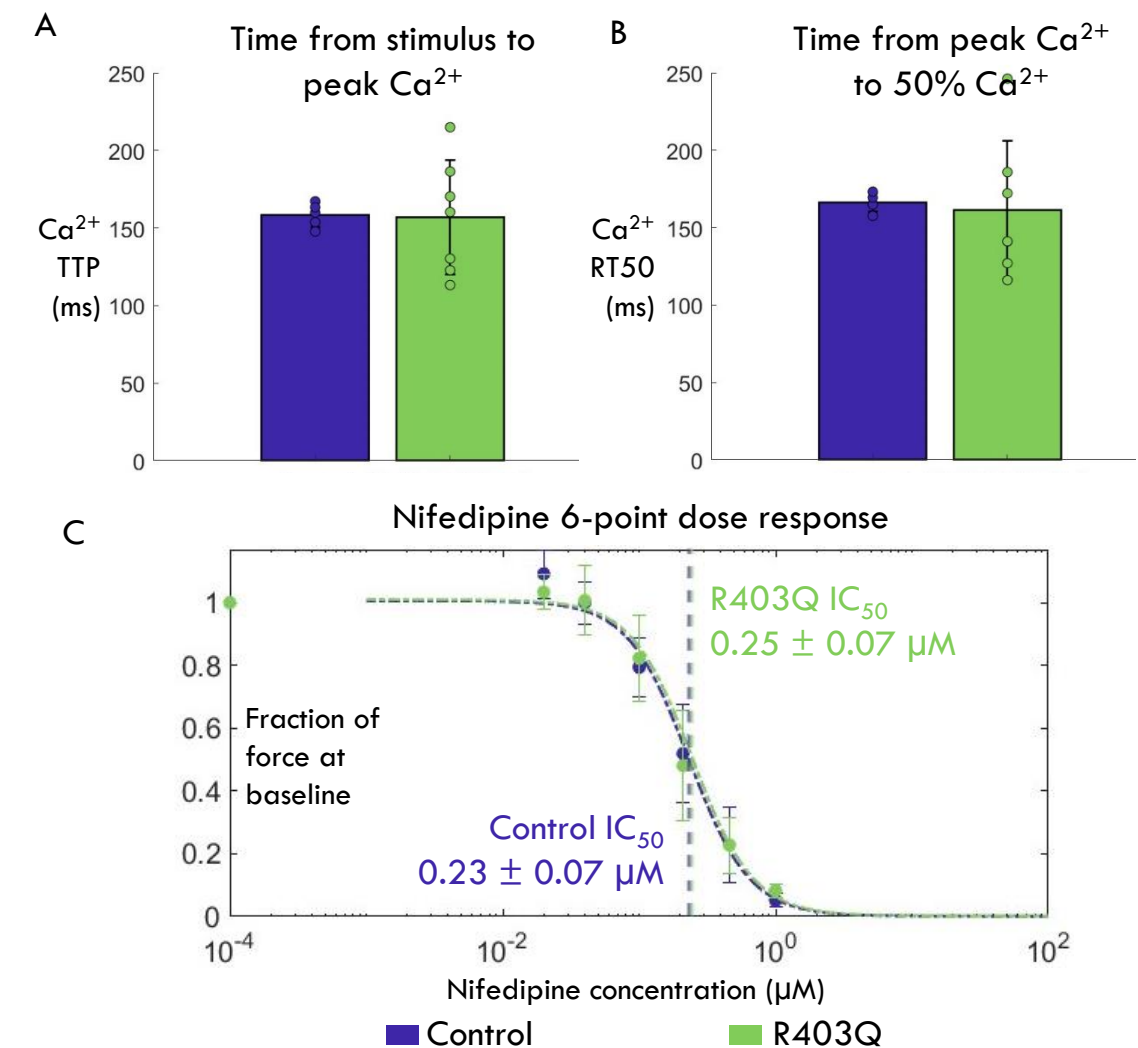 A
Time from stimulus to
peak Ca²⁺
250
200
150
100
50
0
Ca²⁺
TTP
(ms)
B
Time from peak Ca²⁺
to 50% Ca²⁺
250
200
150
100
50
0
Ca²⁺
RT50
(ms)
C
Nifedipine 6-point dose response
1
0.8
0.6
0.4
0.2
0
Fraction of
force at
baseline
R403Q IC₅₀
0.25 ± 0.07 µM
Control IC₅₀
0.23 ± 0.07 µM
10⁻⁴
10⁻²
10⁰
10²
Nifedipine concentration (µM)
Control
R403Q